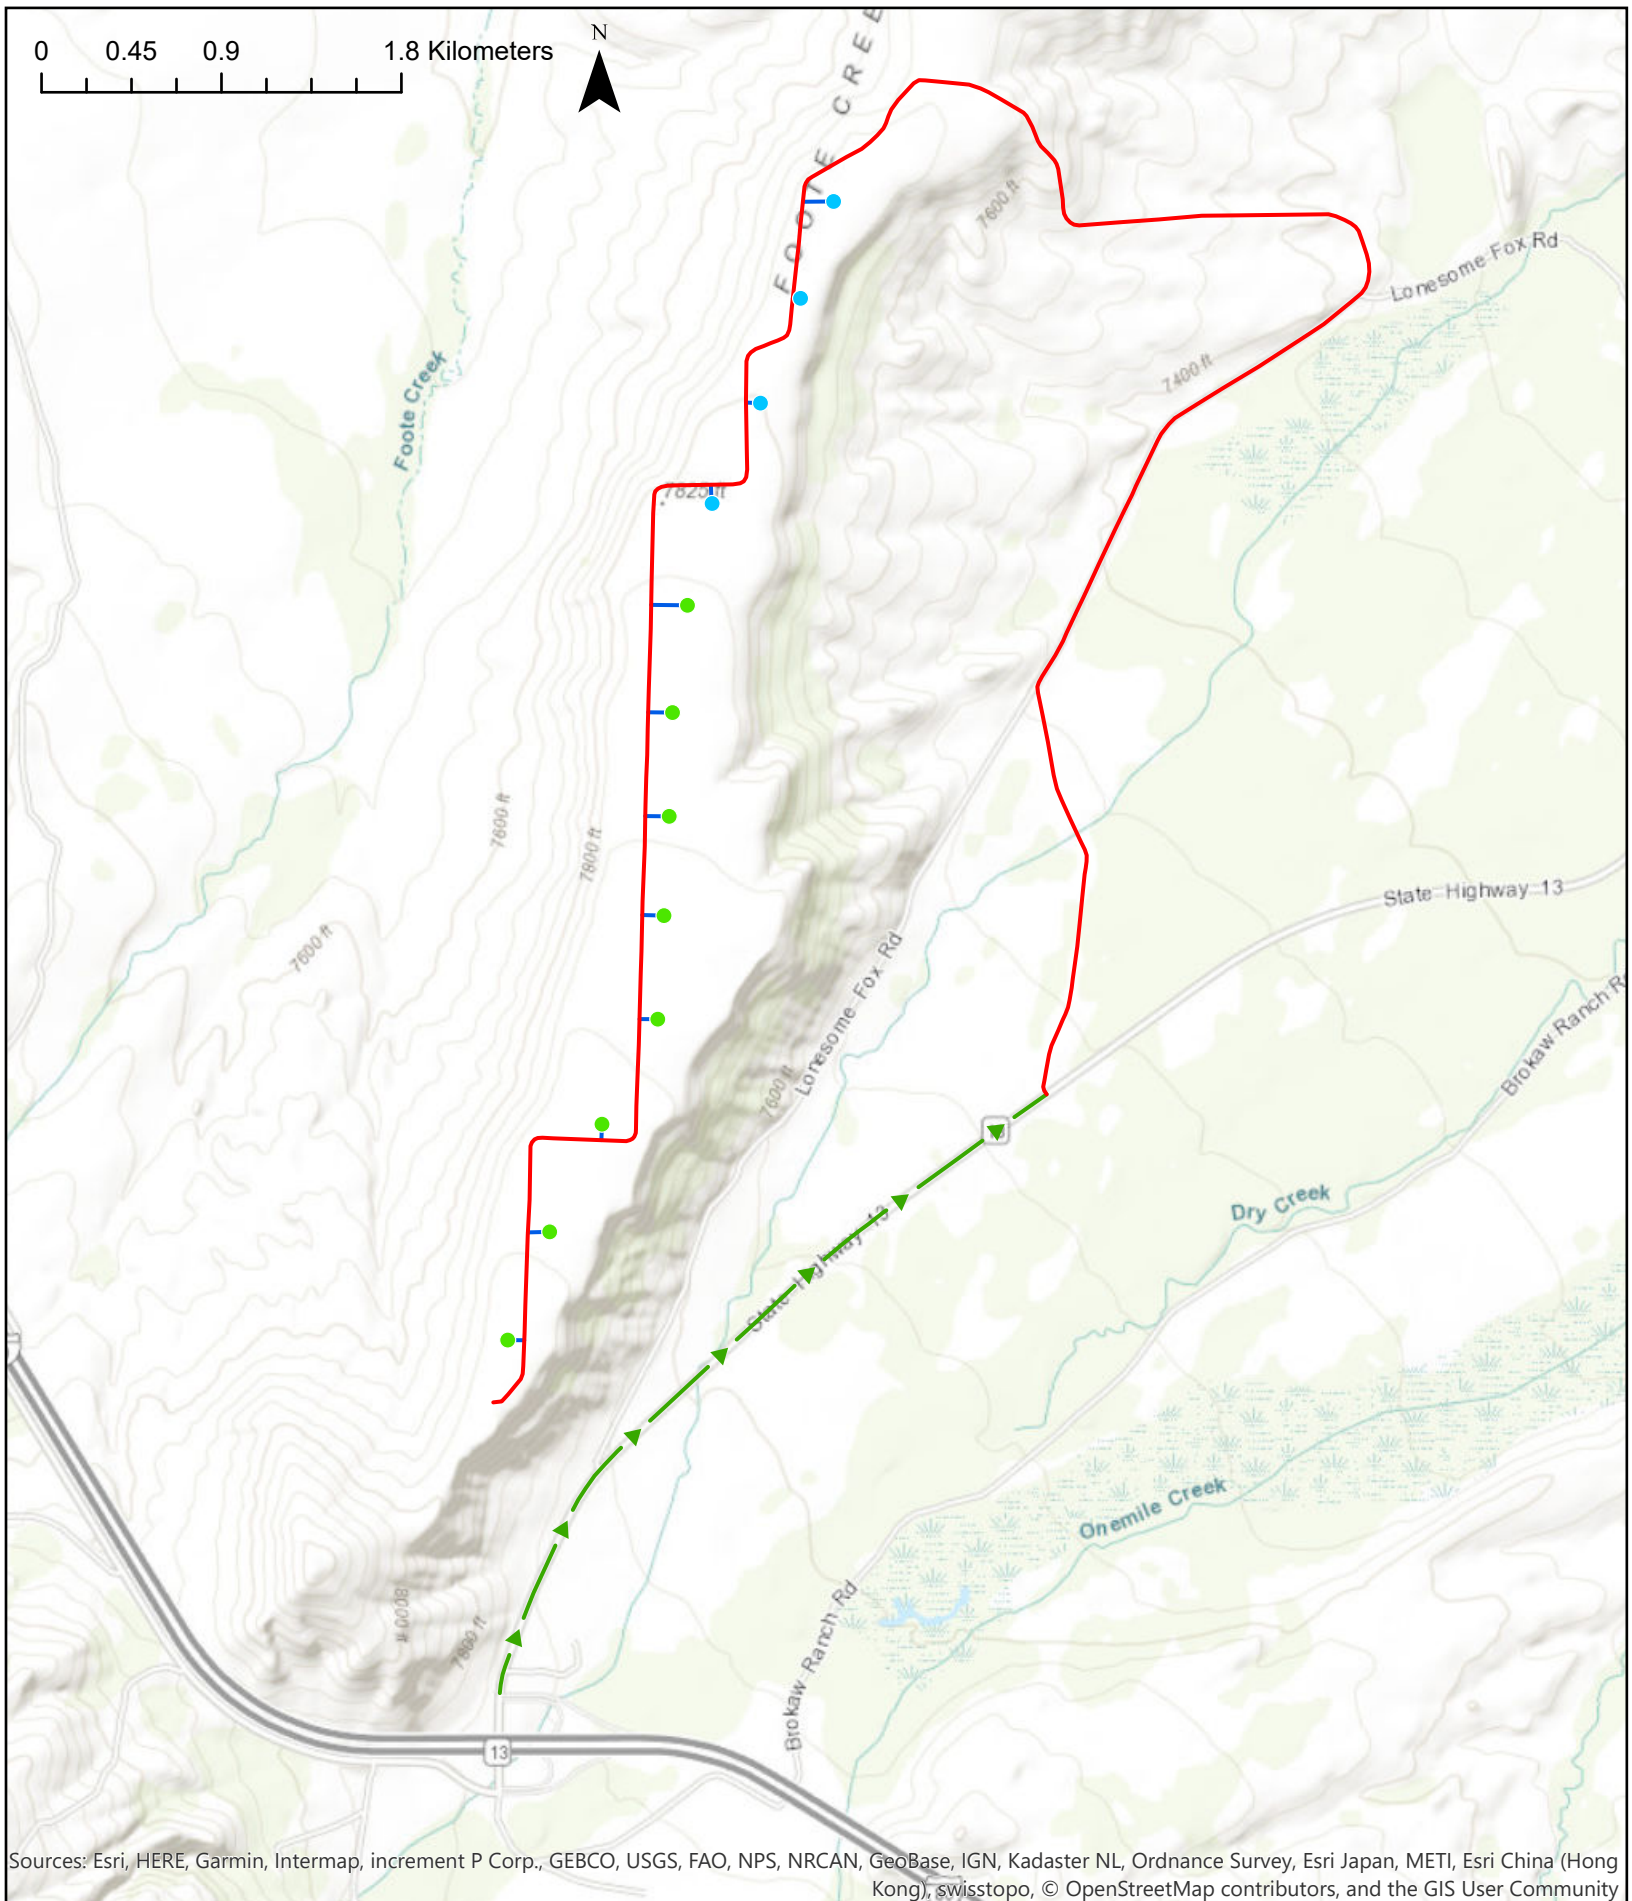 0 0.45 0.9 1.8 Kilometers
N
FOOTE CREE
7600 ft
Lonesome Fox Rd
7400 ft
Foote Creek
7825 ft
7600 ft
7800 ft
State Highway 13
7600 ft
Lonesome Fox Rd
Brokaw Ranch R
7600 ft
Dry Creek
State Highway 13
Onemile Creek
8000 ft
7800 ft
Brokaw Ranch Rd
13
Sources: Esri, HERE, Garmin, Intermap, increment P Corp., GEBCO, USGS, FAO, NPS, NRCAN, GeoBase, IGN, Kadaster NL, Ordnance Survey, Esri Japan, METI, Esri China (Hong
Kong), swisstopo, © OpenStreetMap contributors, and the GIS User Community